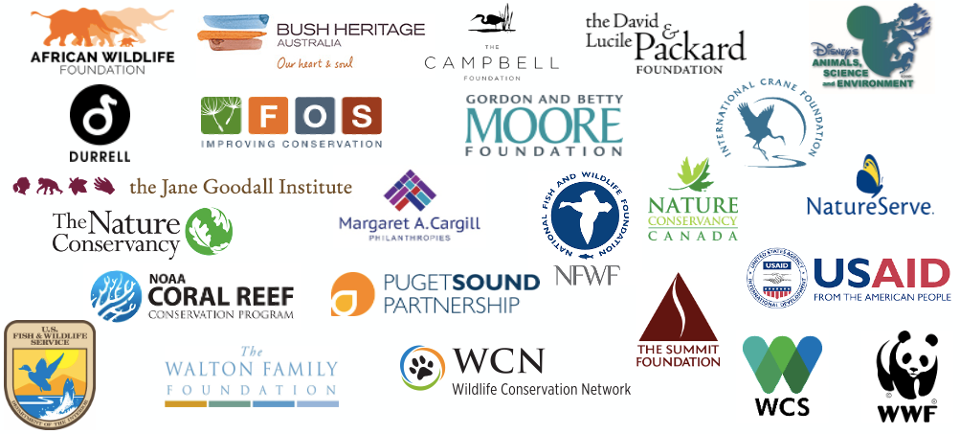 AFRICAN WILDLIFE
FOUNDATION
BUSH HERITAGE
AUSTRALIA
Our heart & soul
THE
CAMPBELL
FOUNDATION
the David
& Lucile Packard
FOUNDATION
Disney's
ANIMALS,
SCIENCE
and ENVIRONMENT
DURRELL
FOS
IMPROVING CONSERVATION
GORDON AND BETTY
MOORE
FOUNDATION
INTERNATIONAL CRANE FOUNDATION
the Jane Goodall Institute
The Nature
Conservancy
Margaret A. Cargill
PHILANTHROPIES
NATIONAL FISH AND WILDLIFE FOUNDATION
NFWF
NATURE
CONSERVANCY
CANADA
NatureServe
NOAA
CORAL REEF
CONSERVATION PROGRAM
PUGETSOUND
PARTNERSHIP
UNITED STATES AGENCY
USAID
INTERNATIONAL DEVELOPMENT
USAID
FROM THE AMERICAN PEOPLE
U.S.
FISH & WILDLIFE
SERVICE
DEPARTMENT OF THE INTERIOR
The
WALTON FAMILY
FOUNDATION
WCN
Wildlife Conservation Network
THE SUMMIT
FOUNDATION
WCS
WWF